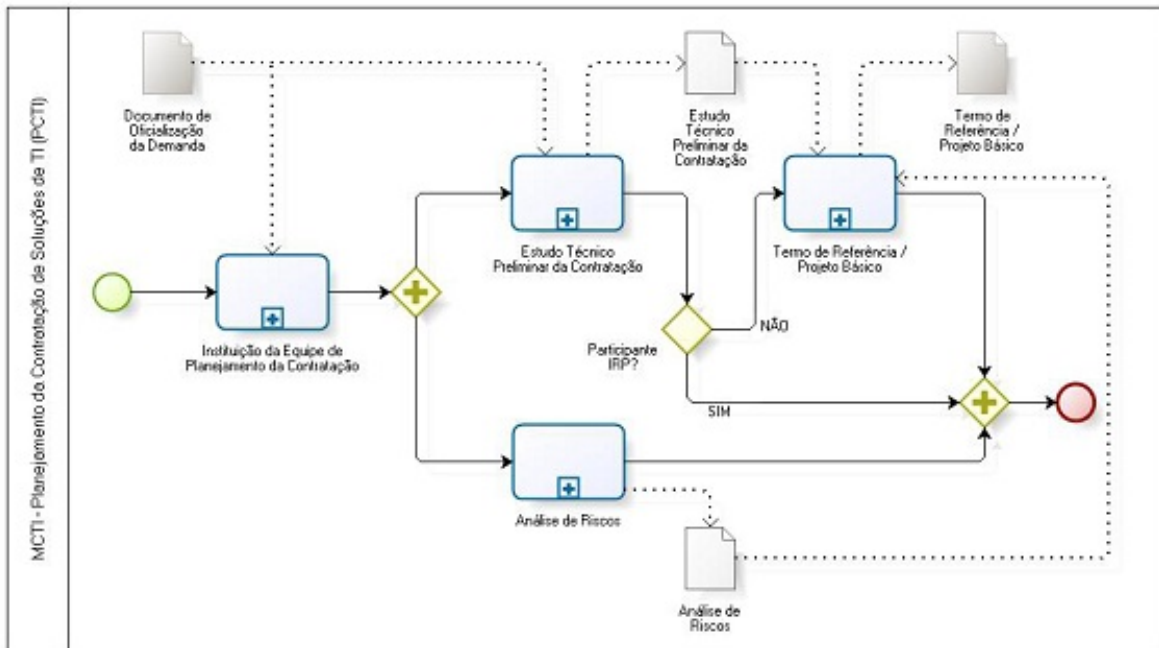 MCTI - Planejamento da Contratação de Soluções de TI (PCTI)
Documento de
Oficialização
da Demanda
Estudo
Técnico
Preliminar da
Contratação
Termo de
Referência /
Projeto Básico
Estudo Técnico
Preliminar da Contratação
Termo de Referência /
Projeto Básico
Instituição da Equipe de
Planejamento da Contratação
Participante
IRP?
NÃO
SIM
Análise de Riscos
Análise de
Riscos